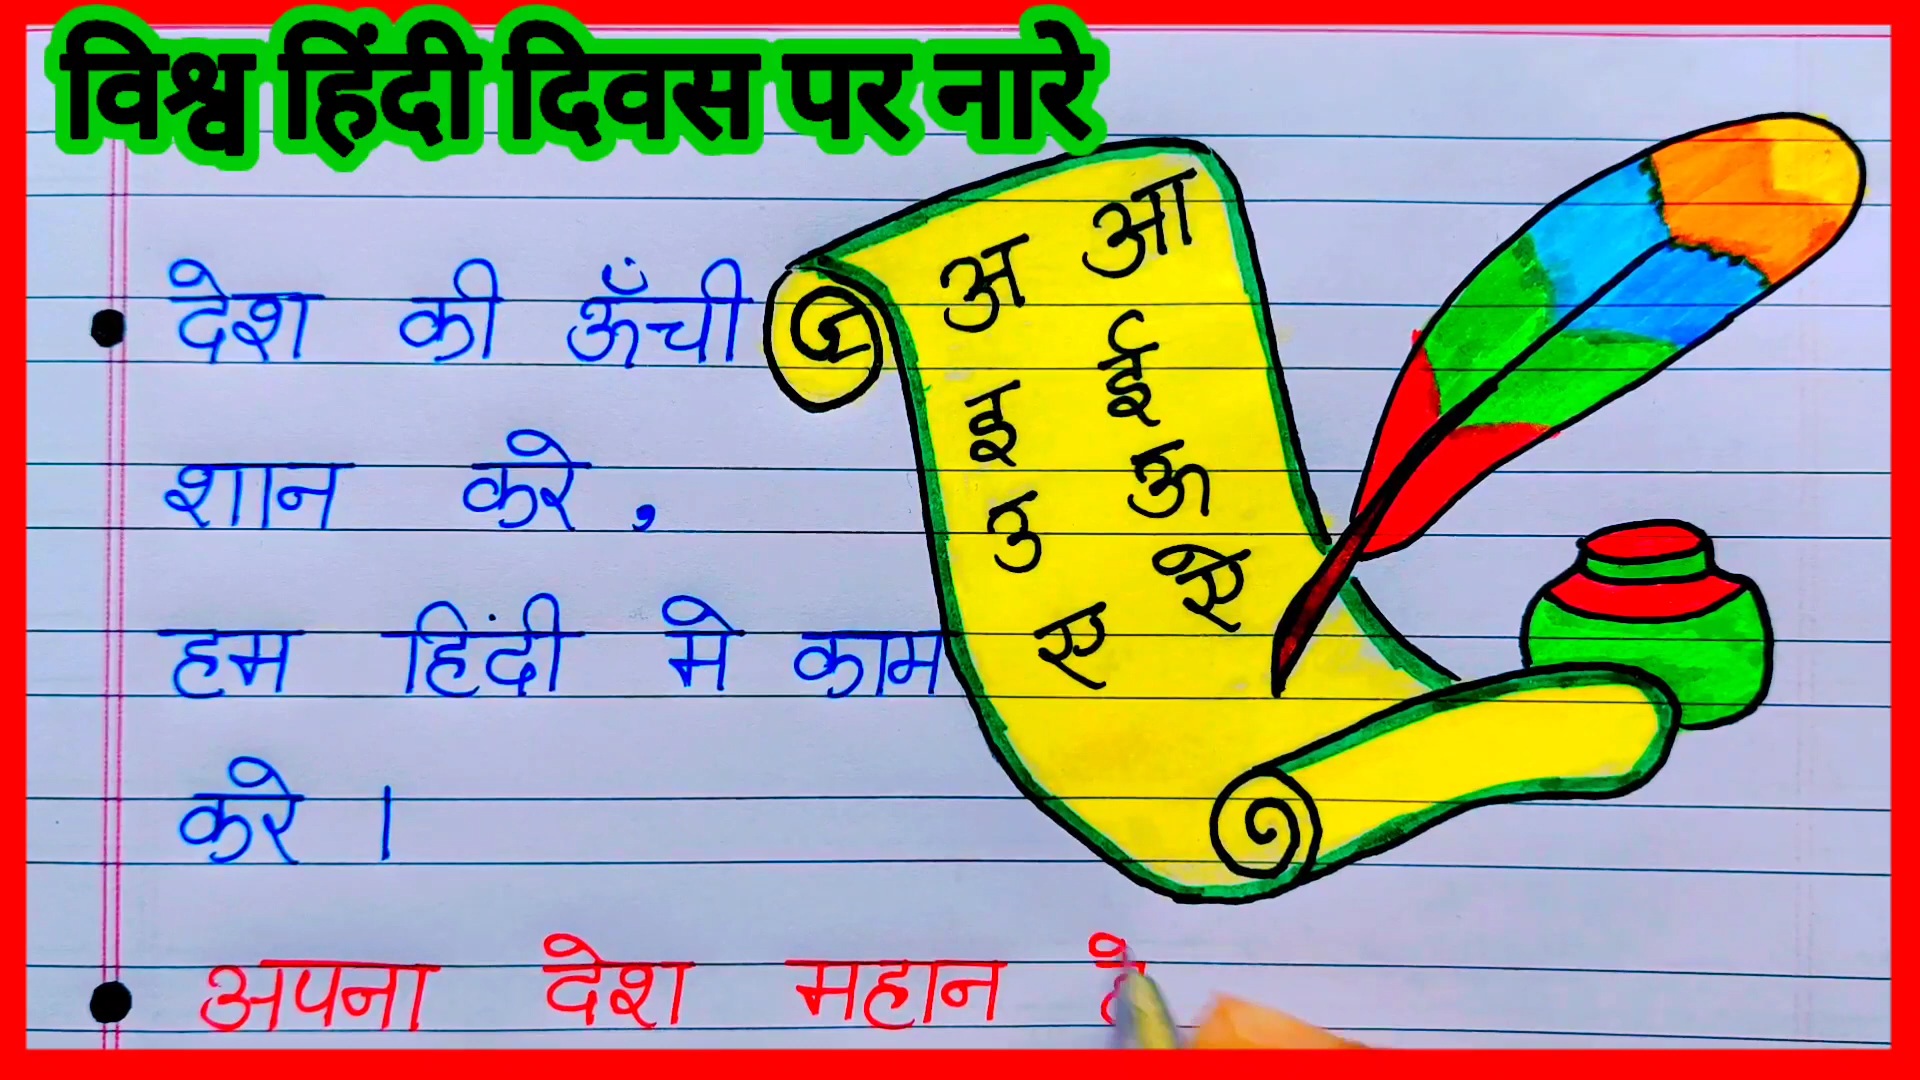 विश्व हिंदी दिवस पर नारे
देश की ऊँची
शान करे ,
हम हिंदी मे काम
करे ।
अपना देश महान
अ आ
इ ई
उ ऊ
ए ऐ